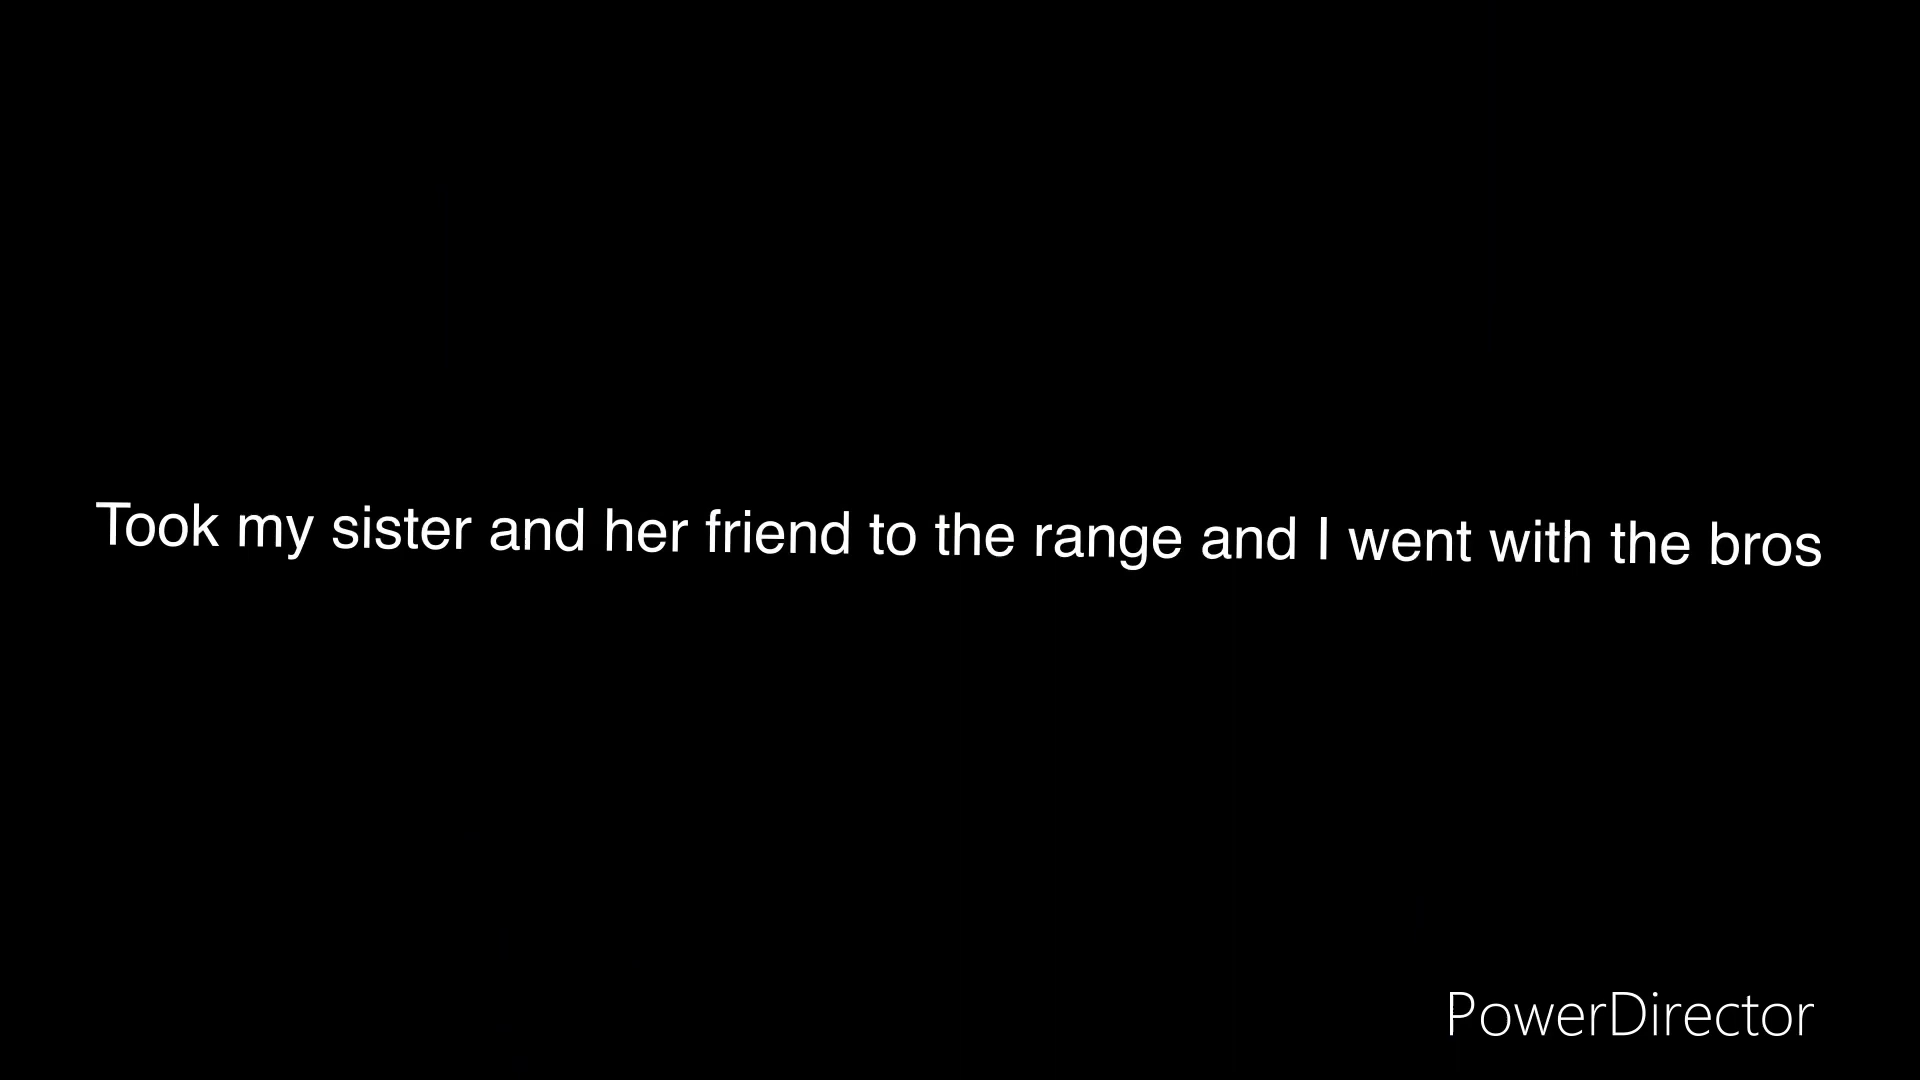 Took my sister and her friend to the range and I went with the bros
PowerDirector